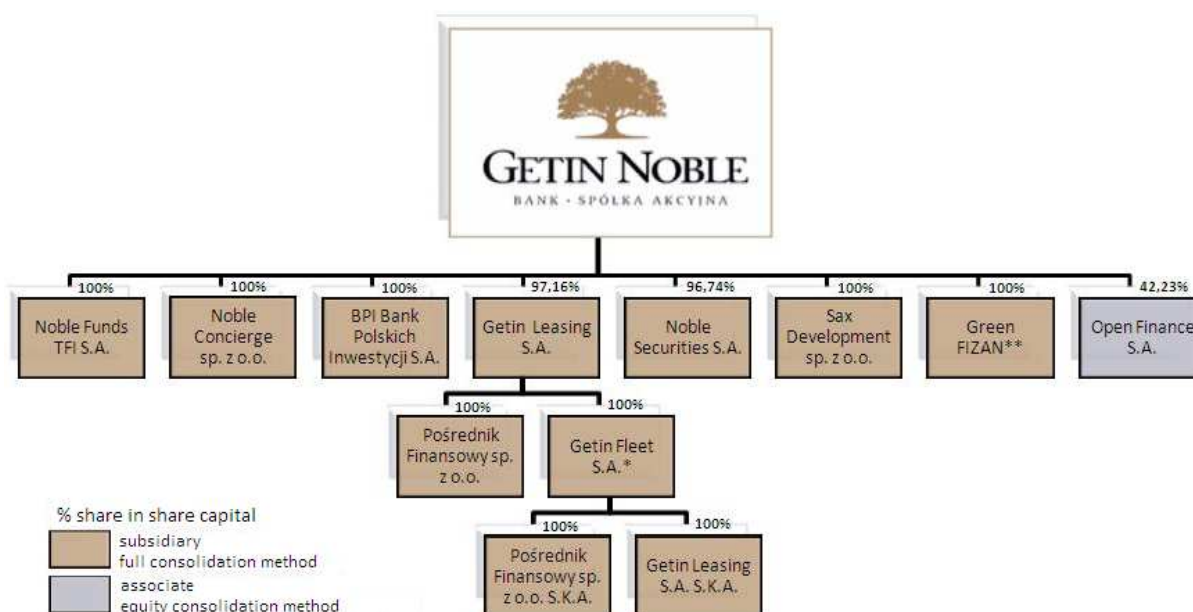 GETIN NOBLE
BANK · SPÓŁKA AKCYJNA
100%
100%
100%
97,16%
96,74%
100%
100%
42,23%
Noble Funds
TFI S.A.
Noble
Concierge
sp. z o.o.
BPI Bank
Polskich
Inwestycji S.A.
Getin Leasing
S.A.
Noble
Securities S.A.
Sax
Development
sp. z o.o.
Green
FIZAN**
Open Finance
S.A.
100%
100%
Pośrednik
Finansowy sp.
z o.o.
Getin Fleet
S.A.*
100%
100%
Pośrednik
Finansowy sp.
z o.o. S.K.A.
Getin Leasing
S.A. S.K.A.
% share in share capital
subsidiary
full consolidation method
associate
equity consolidation method